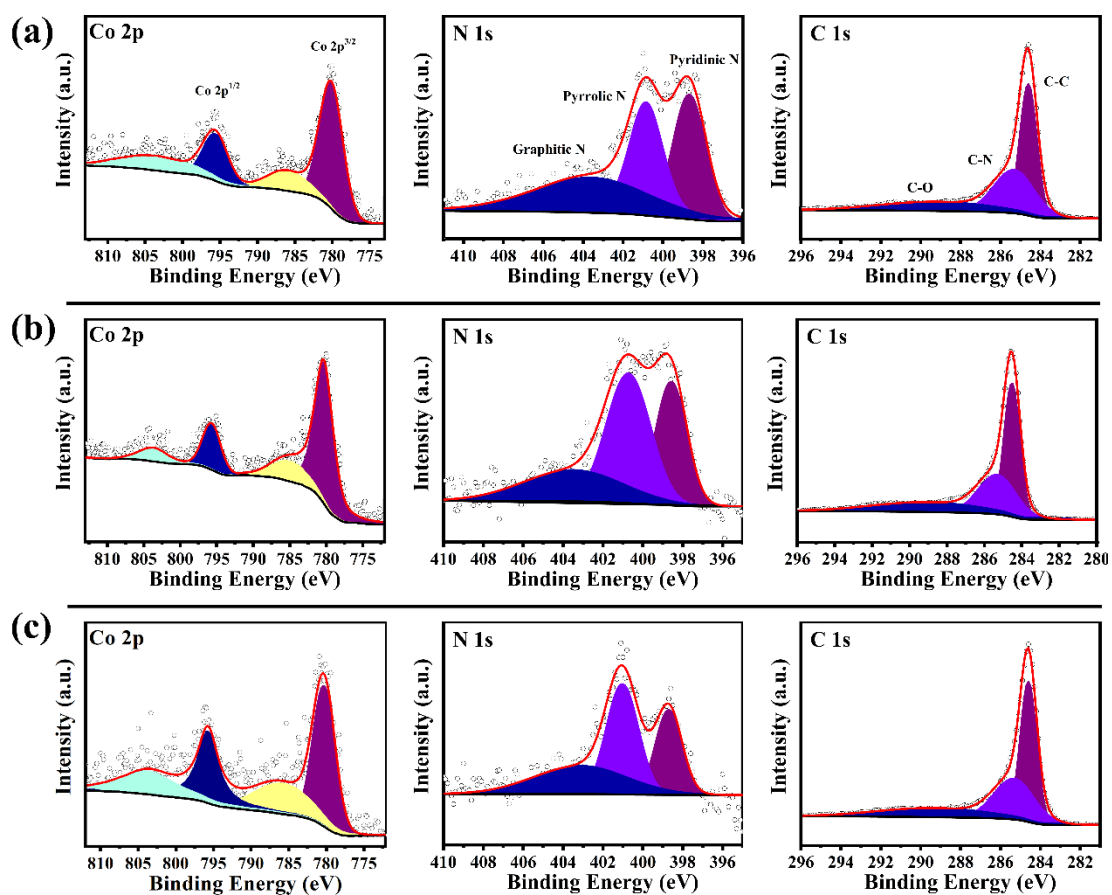 (a)
Co 2p
Co 2p3/2
Co 2p1/2
Intensity (a.u.)
810 805 800 795 790 785 780 775
Binding Energy (eV)
N 1s
Pyridinic N
Pyrrolic N
Graphitic N
Intensity (a.u.)
412 410 408 406 404 402 400 398 396
Binding Energy (eV)
C 1s
C-C
C-N
C-O
Intensity (a.u.)
296 294 292 290 288 286 284 282
Binding Energy (eV)
(b)
Co 2p
Intensity (a.u.)
810 805 800 795 790 785 780 775
Binding Energy (eV)
N 1s
Intensity (a.u.)
410 408 406 404 402 400 398 396
Binding Energy (eV)
C 1s
Intensity (a.u.)
296 294 292 290 288 286 284 282 280
Binding Energy (eV)
(c)
Co 2p
Intensity (a.u.)
810 805 800 795 790 785 780 775
Binding Energy (eV)
N 1s
Intensity (a.u.)
410 408 406 404 402 400 398 396
Binding Energy (eV)
C 1s
Intensity (a.u.)
296 294 292 290 288 286 284 282
Binding Energy (eV)